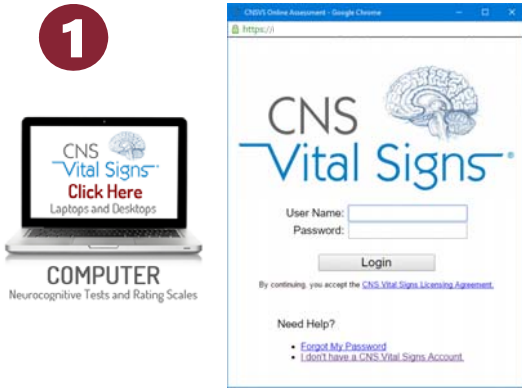 1
CNS
Vital Signs
Click Here
Laptops and Desktops
COMPUTER
Neurocognitive Tests and Rating Scales
CNSVS Online Assessment - Google Chrome
https://
CNS
Vital Signs®
User Name:
Password:
Login
By continuing, you accept the CNS Vital Signs Licensing Agreement.
Need Help?
Forgot My Password
I don't have a CNS Vital Signs Account.